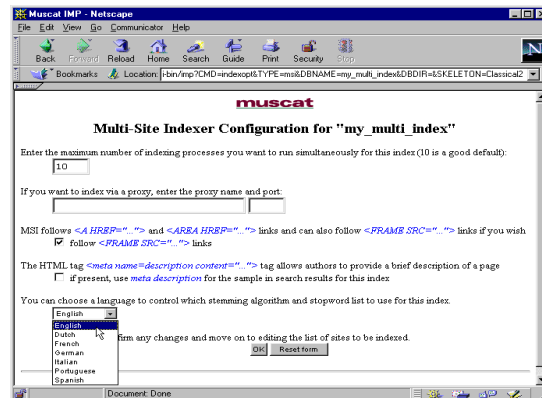 Muscat IMP - Netscape
File Edit View Go Communicator Help
Back Forward Reload Home Search Guide Print Security Stop
Bookmarks Location: i-bin/imp?CMD=indexopt&TYPE=msi&DBNAME=my_multi_index&DBDIR=&SKELETON=Classical2
muscat
Multi-Site Indexer Configuration for "my_multi_index"
Enter the maximum number of indexing processes you want to run simultaneously for this index (10 is a good default):
10
If you want to index via a proxy, enter the proxy name and port:
MSI follows <A HREF="..."> and <AREA HREF="..."> links and can also follow <FRAME SRC="..."> links if you wish
follow <FRAME SRC="..."> links
The HTML tag <meta name=description content="..."> tag allows authors to provide a brief description of a page
if present, use meta description for the sample in search results for this index
You can choose a language to control which stemming algorithm and stopword list to use for this index.
English
English
Dutch
firm any changes and move on to editing the list of sites to be indexed.
French
German
OK Reset form
Italian
Portuguese
Spanish
Document: Done